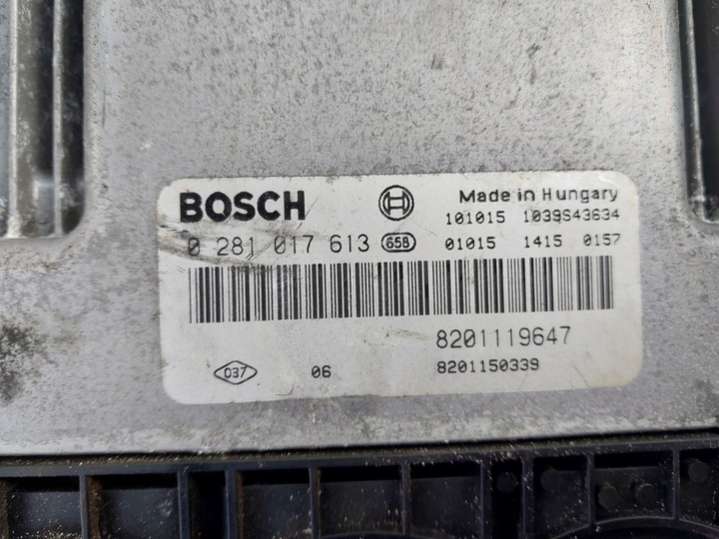 BOSCH
Made in Hungary
101015 1039S43634
0 281 017 613 658 01015 1415 0157
8201119647
D37 06 8201150339